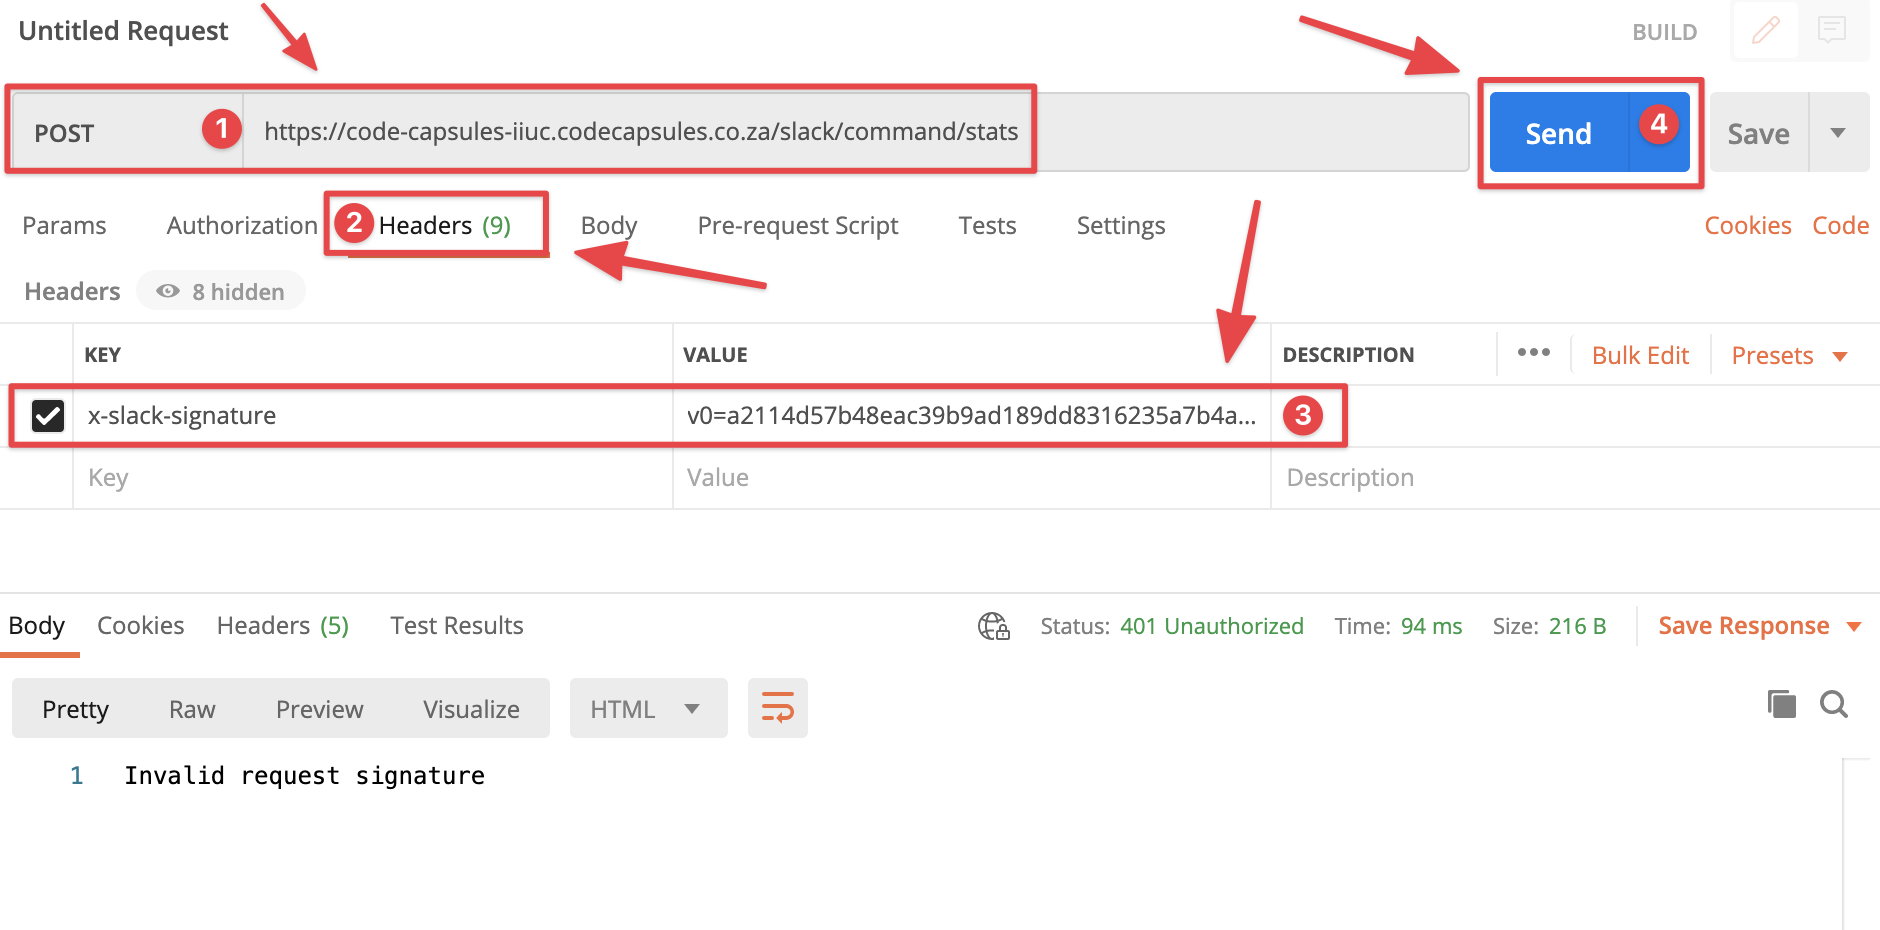 Untitled Request
BUILD
POST 1 https://code-capsules-iiuc.codecapsules.co.za/slack/command/stats Send 4 Save
Params Authorization 2 Headers (9) Body Pre-request Script Tests Settings Cookies Code
Headers 8 hidden
KEY VALUE DESCRIPTION ••• Bulk Edit Presets
x-slack-signature v0=a2114d57b48eac39b9ad189dd8316235a7b4a... 3
Key Value Description
Body Cookies Headers (5) Test Results Status: 401 Unauthorized Time: 94 ms Size: 216 B Save Response
Pretty Raw Preview Visualize HTML
1 Invalid request signature